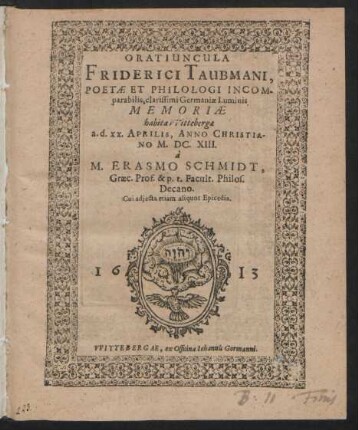 ORATIUNCULA
FRIDERICI TAUBMANI,
POETÆ ET PHILOLOGI INCOM-
parabilis, clarissimi Germaniæ Luminis
MEMORIÆ
habita Wittebergæ
a.d. XX. APRILIS, ANNO CHRISTIA-
NO M. DC. XIII.
à
M. ERASMO SCHMIDT,
Græc. Prof. & p. t. Facult. Philos.
Decano.
Cui adjecta etiam aliquot Epicedia.
יהוה
16 13
WITTEBERGAE, ex Officina Iohannis Gormanni.